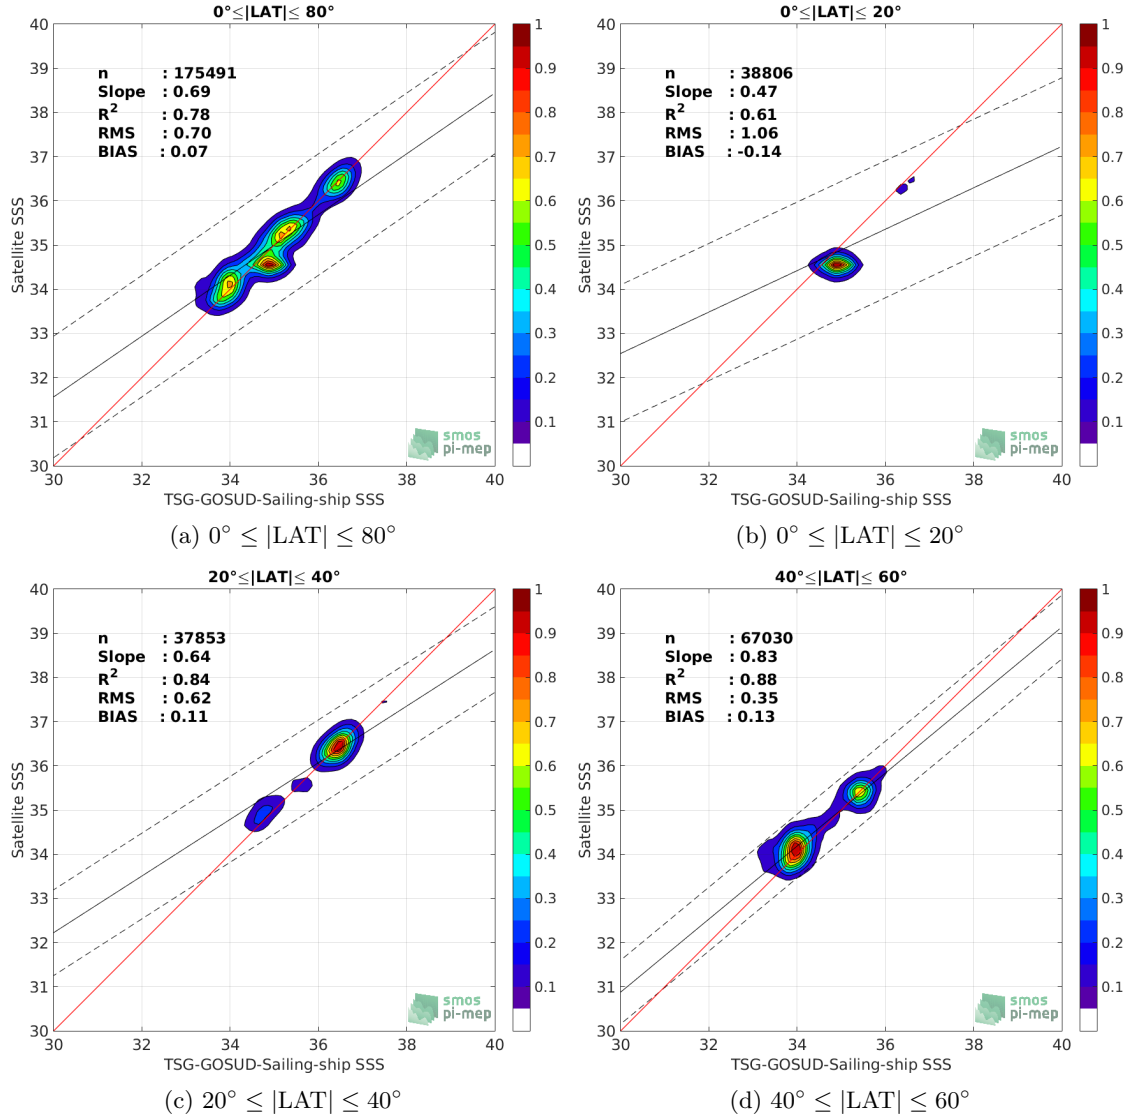 0°≤|LAT|≤ 80°
n : 175491
Slope : 0.69
R2 : 0.78
RMS : 0.70
BIAS : 0.07
Satellite SSS
40
39
38
37
36
35
34
33
32
31
30
30 32 34 36 38 40
TSG-GOSUD-Sailing-ship SSS
1
0.9
0.8
0.7
0.6
0.5
0.4
0.3
0.2
0.1
smos
pi-mep
(a) 0° ≤ |LAT| ≤ 80°
0°≤|LAT|≤ 20°
n : 38806
Slope : 0.47
R2 : 0.61
RMS : 1.06
BIAS : -0.14
Satellite SSS
40
39
38
37
36
35
34
33
32
31
30
30 32 34 36 38 40
TSG-GOSUD-Sailing-ship SSS
1
0.9
0.8
0.7
0.6
0.5
0.4
0.3
0.2
0.1
smos
pi-mep
(b) 0° ≤ |LAT| ≤ 20°
20°≤|LAT|≤ 40°
n : 37853
Slope : 0.64
R2 : 0.84
RMS : 0.62
BIAS : 0.11
Satellite SSS
40
39
38
37
36
35
34
33
32
31
30
30 32 34 36 38 40
TSG-GOSUD-Sailing-ship SSS
1
0.9
0.8
0.7
0.6
0.5
0.4
0.3
0.2
0.1
smos
pi-mep
(c) 20° ≤ |LAT| ≤ 40°
40°≤|LAT|≤ 60°
n : 67030
Slope : 0.83
R2 : 0.88
RMS : 0.35
BIAS : 0.13
Satellite SSS
40
39
38
37
36
35
34
33
32
31
30
30 32 34 36 38 40
TSG-GOSUD-Sailing-ship SSS
1
0.9
0.8
0.7
0.6
0.5
0.4
0.3
0.2
0.1
smos
pi-mep
(d) 40° ≤ |LAT| ≤ 60°